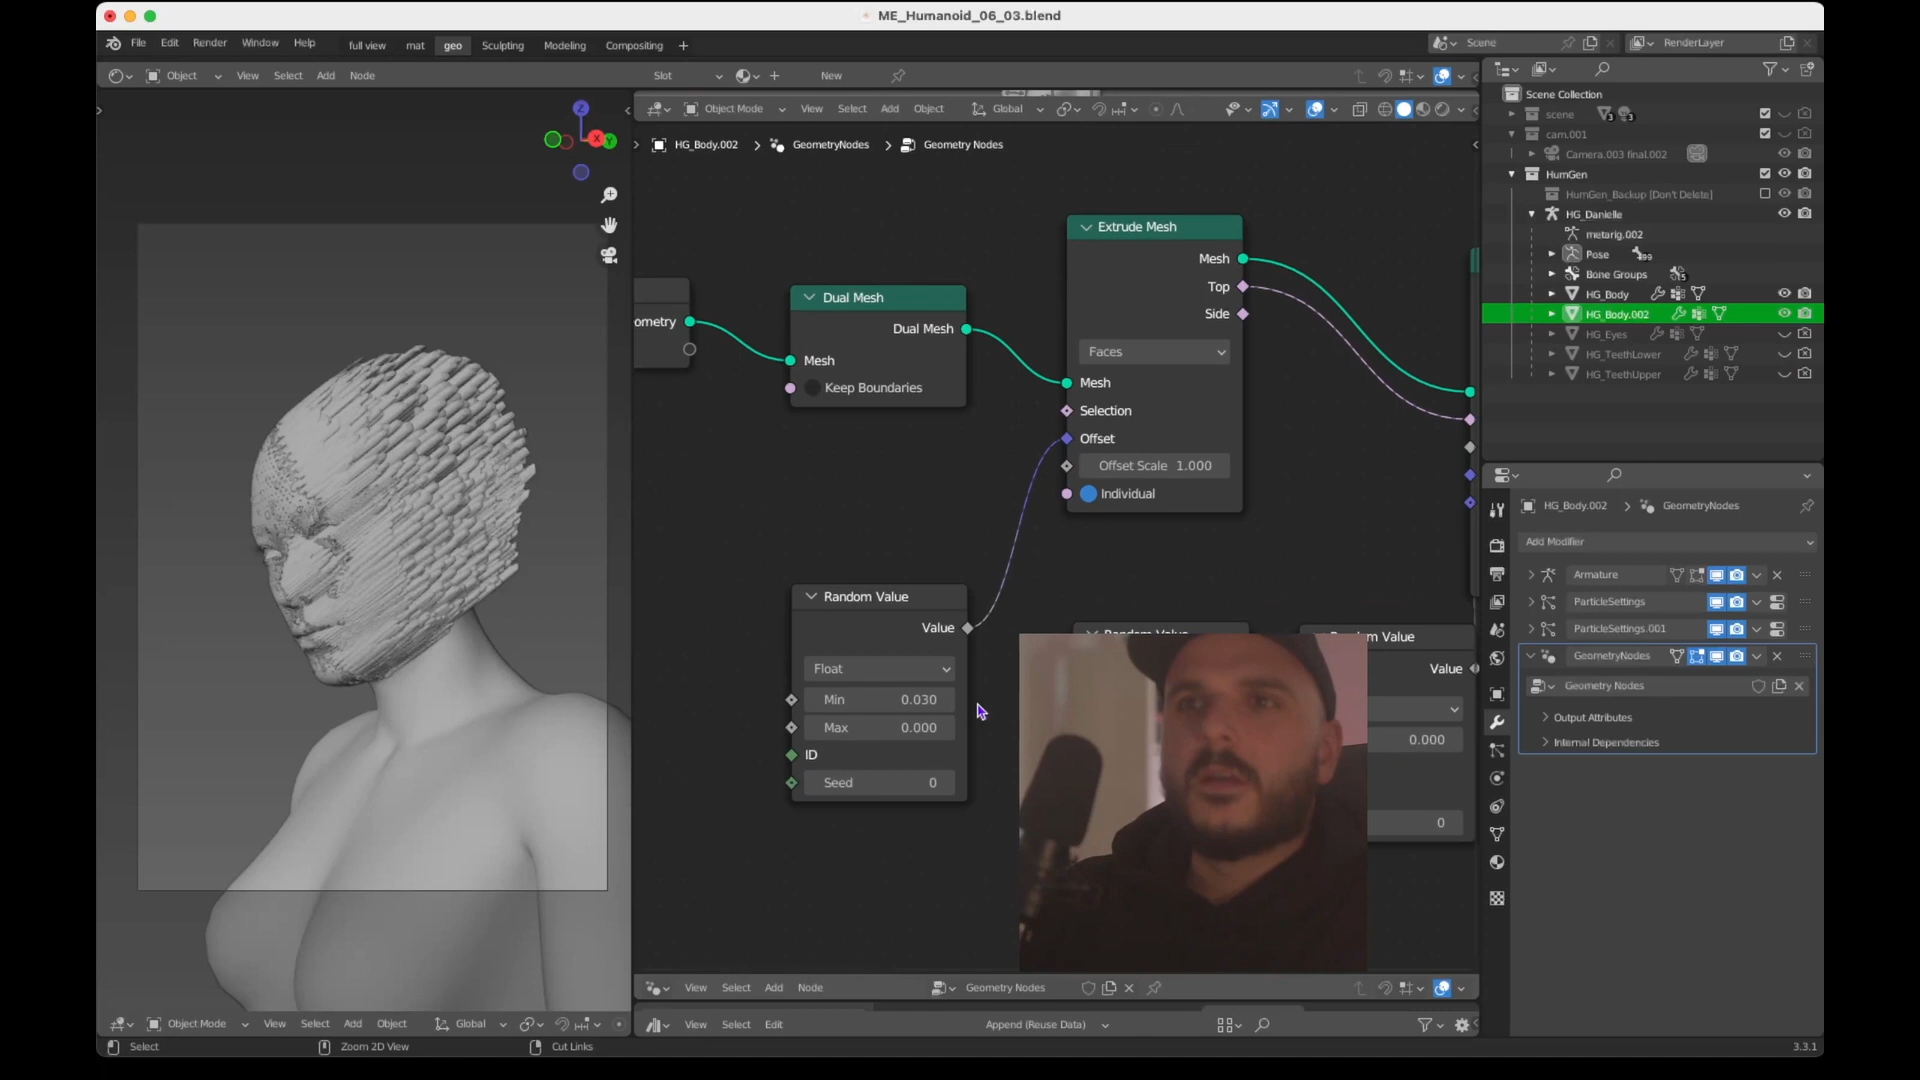 ME_Humanoid_06_03.blend
File Edit Render Window Help full view mat geo Sculpting Modeling Compositing + Scene RenderLayer
Object View Select Add Node Slot New
Object Mode View Select Add Object Global
HG_Body.002 > GeometryNodes > Geometry Nodes
Z
X
Y
ometry
Dual Mesh
Dual Mesh
Mesh
Keep Boundaries
Extrude Mesh
Mesh
Top
Side
Faces
Mesh
Selection
Offset
Offset Scale 1.000
Individual
Random Value
Value
Float
Min 0.030
Max 0.000
ID
Seed 0
Random Value
m Value
Value
0.000
0
Scene Collection
scene 3 3
cam.001
Camera.003 final.002
HumGen
HumGen_Backup [Don't Delete]
HG_Danielle
metarig.002
Pose
Bone Groups 15
HG_Body
HG_Body.002
HG_Eyes
HG_TeethLower
HG_TeethUpper
HG_Body.002 > GeometryNodes
Add Modifier
Armature
ParticleSettings
ParticleSettings.001
GeometryNodes
Geometry Nodes
Output Attributes
Internal Dependencies
View Select Add Node Geometry Nodes
Object Mode View Select Add Object Global
View Select Edit Append (Reuse Data)
Select Zoom 2D View Cut Links 3.3.1